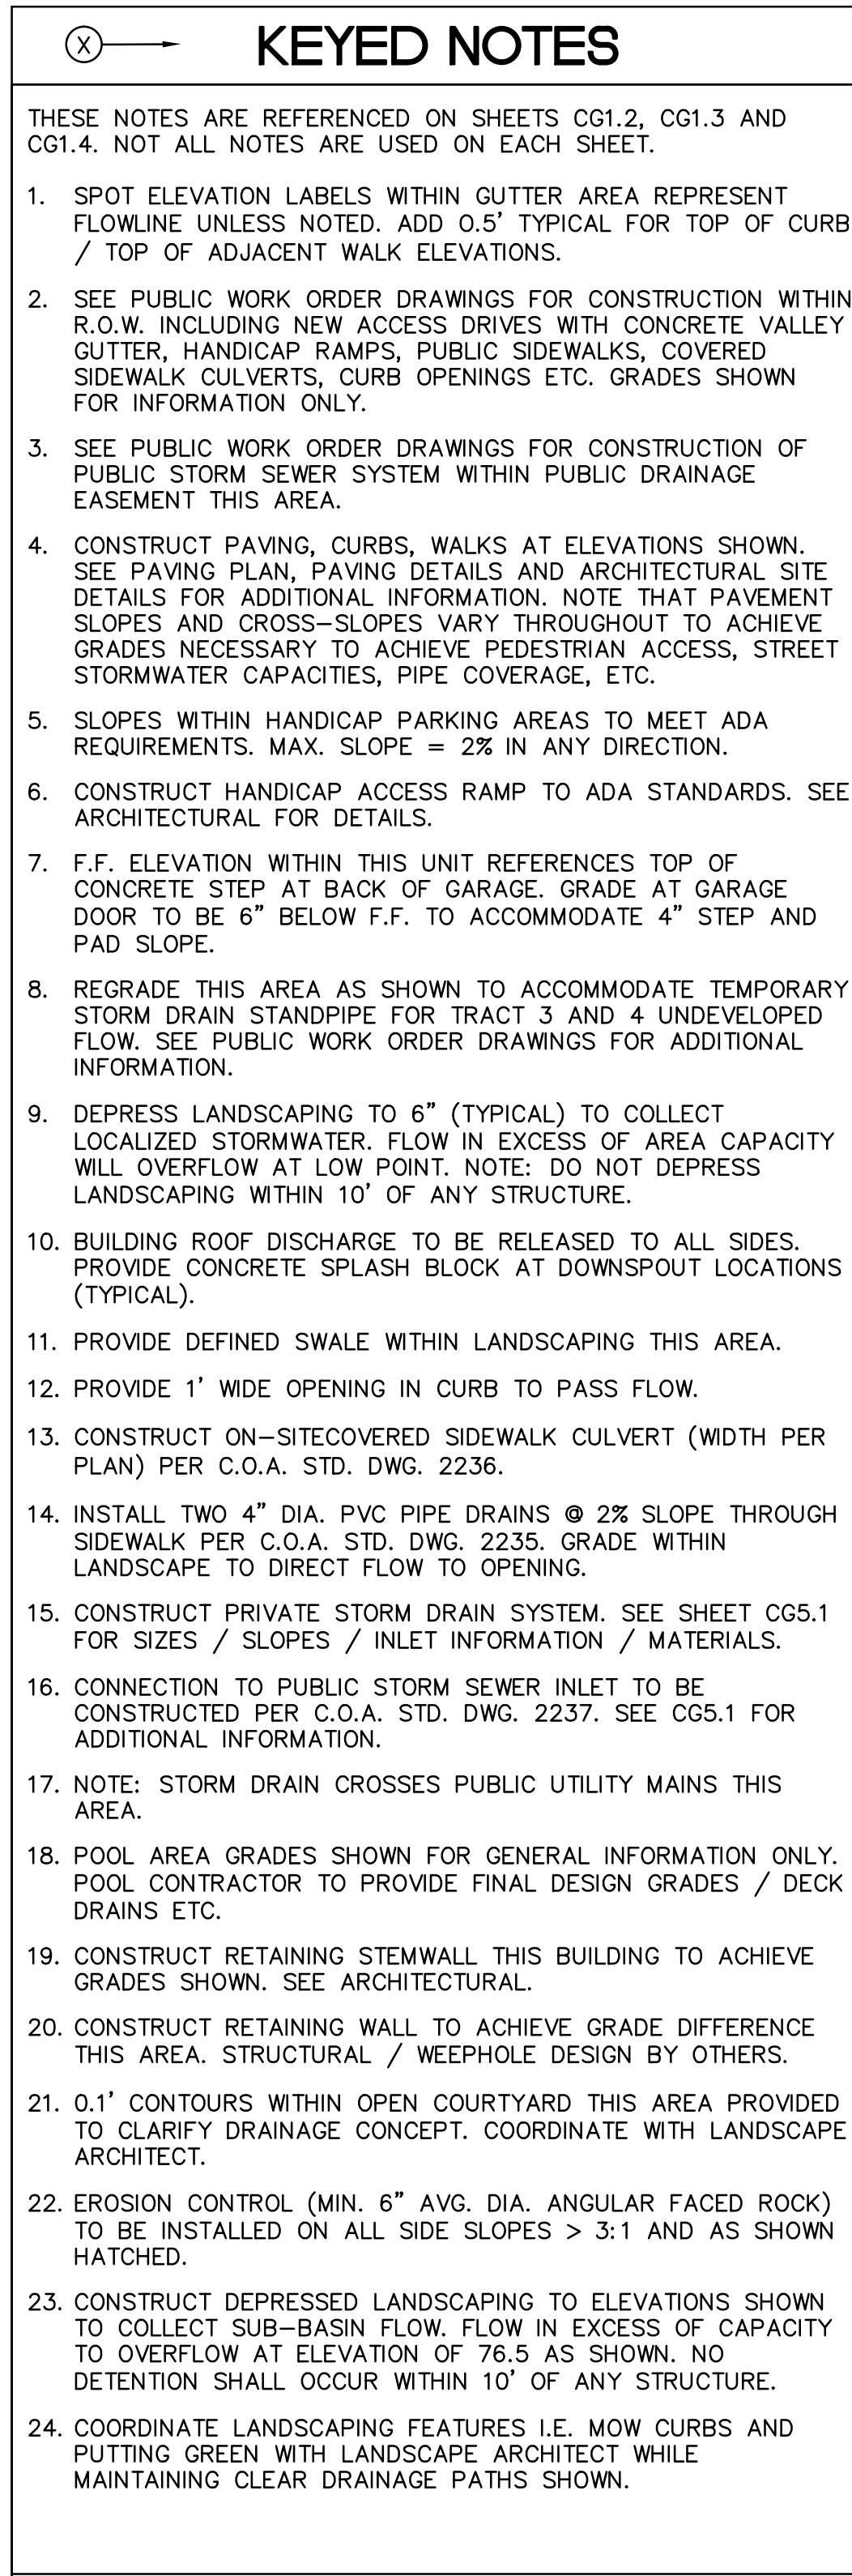 X
KEYED NOTES
THESE NOTES ARE REFERENCED ON SHEETS CG1.2, CG1.3 AND
CG1.4. NOT ALL NOTES ARE USED ON EACH SHEET.
1. SPOT ELEVATION LABELS WITHIN GUTTER AREA REPRESENT
FLOWLINE UNLESS NOTED. ADD 0.5' TYPICAL FOR TOP OF CURB
/ TOP OF ADJACENT WALK ELEVATIONS.
2. SEE PUBLIC WORK ORDER DRAWINGS FOR CONSTRUCTION WITHIN
R.O.W. INCLUDING NEW ACCESS DRIVES WITH CONCRETE VALLEY
GUTTER, HANDICAP RAMPS, PUBLIC SIDEWALKS, COVERED
SIDEWALK CULVERTS, CURB OPENINGS ETC. GRADES SHOWN
FOR INFORMATION ONLY.
3. SEE PUBLIC WORK ORDER DRAWINGS FOR CONSTRUCTION OF
PUBLIC STORM SEWER SYSTEM WITHIN PUBLIC DRAINAGE
EASEMENT THIS AREA.
4. CONSTRUCT PAVING, CURBS, WALKS AT ELEVATIONS SHOWN.
SEE PAVING PLAN, PAVING DETAILS AND ARCHITECTURAL SITE
DETAILS FOR ADDITIONAL INFORMATION. NOTE THAT PAVEMENT
SLOPES AND CROSS-SLOPES VARY THROUGHOUT TO ACHIEVE
GRADES NECESSARY TO ACHIEVE PEDESTRIAN ACCESS, STREET
STORMWATER CAPACITIES, PIPE COVERAGE, ETC.
5. SLOPES WITHIN HANDICAP PARKING AREAS TO MEET ADA
REQUIREMENTS. MAX. SLOPE = 2% IN ANY DIRECTION.
6. CONSTRUCT HANDICAP ACCESS RAMP TO ADA STANDARDS. SEE
ARCHITECTURAL FOR DETAILS.
7. F.F. ELEVATION WITHIN THIS UNIT REFERENCES TOP OF
CONCRETE STEP AT BACK OF GARAGE. GRADE AT GARAGE
DOOR TO BE 6" BELOW F.F. TO ACCOMMODATE 4" STEP AND
PAD SLOPE.
8. REGRADE THIS AREA AS SHOWN TO ACCOMMODATE TEMPORARY
STORM DRAIN STANDPIPE FOR TRACT 3 AND 4 UNDEVELOPED
FLOW. SEE PUBLIC WORK ORDER DRAWINGS FOR ADDITIONAL
INFORMATION.
9. DEPRESS LANDSCAPING TO 6" (TYPICAL) TO COLLECT
LOCALIZED STORMWATER. FLOW IN EXCESS OF AREA CAPACITY
WILL OVERFLOW AT LOW POINT. NOTE: DO NOT DEPRESS
LANDSCAPING WITHIN 10' OF ANY STRUCTURE.
10. BUILDING ROOF DISCHARGE TO BE RELEASED TO ALL SIDES.
PROVIDE CONCRETE SPLASH BLOCK AT DOWNSPOUT LOCATIONS
(TYPICAL).
11. PROVIDE DEFINED SWALE WITHIN LANDSCAPING THIS AREA.
12. PROVIDE 1' WIDE OPENING IN CURB TO PASS FLOW.
13. CONSTRUCT ON-SITECOVERED SIDEWALK CULVERT (WIDTH PER
PLAN) PER C.O.A. STD. DWG. 2236.
14. INSTALL TWO 4" DIA. PVC PIPE DRAINS @ 2% SLOPE THROUGH
SIDEWALK PER C.O.A. STD. DWG. 2235. GRADE WITHIN
LANDSCAPE TO DIRECT FLOW TO OPENING.
15. CONSTRUCT PRIVATE STORM DRAIN SYSTEM. SEE SHEET CG5.1
FOR SIZES / SLOPES / INLET INFORMATION / MATERIALS.
16. CONNECTION TO PUBLIC STORM SEWER INLET TO BE
CONSTRUCTED PER C.O.A. STD. DWG. 2237. SEE CG5.1 FOR
ADDITIONAL INFORMATION.
17. NOTE: STORM DRAIN CROSSES PUBLIC UTILITY MAINS THIS
AREA.
18. POOL AREA GRADES SHOWN FOR GENERAL INFORMATION ONLY.
POOL CONTRACTOR TO PROVIDE FINAL DESIGN GRADES / DECK
DRAINS ETC.
19. CONSTRUCT RETAINING STEMWALL THIS BUILDING TO ACHIEVE
GRADES SHOWN. SEE ARCHITECTURAL.
20. CONSTRUCT RETAINING WALL TO ACHIEVE GRADE DIFFERENCE
THIS AREA. STRUCTURAL / WEEPHOLE DESIGN BY OTHERS.
21. 0.1' CONTOURS WITHIN OPEN COURTYARD THIS AREA PROVIDED
TO CLARIFY DRAINAGE CONCEPT. COORDINATE WITH LANDSCAPE
ARCHITECT.
22. EROSION CONTROL (MIN. 6" AVG. DIA. ANGULAR FACED ROCK)
TO BE INSTALLED ON ALL SIDE SLOPES > 3:1 AND AS SHOWN
HATCHED.
23. CONSTRUCT DEPRESSED LANDSCAPING TO ELEVATIONS SHOWN
TO COLLECT SUB-BASIN FLOW. FLOW IN EXCESS OF CAPACITY
TO OVERFLOW AT ELEVATION OF 76.5 AS SHOWN. NO
DETENTION SHALL OCCUR WITHIN 10' OF ANY STRUCTURE.
24. COORDINATE LANDSCAPING FEATURES I.E. MOW CURBS AND
PUTTING GREEN WITH LANDSCAPE ARCHITECT WHILE
MAINTAINING CLEAR DRAINAGE PATHS SHOWN.